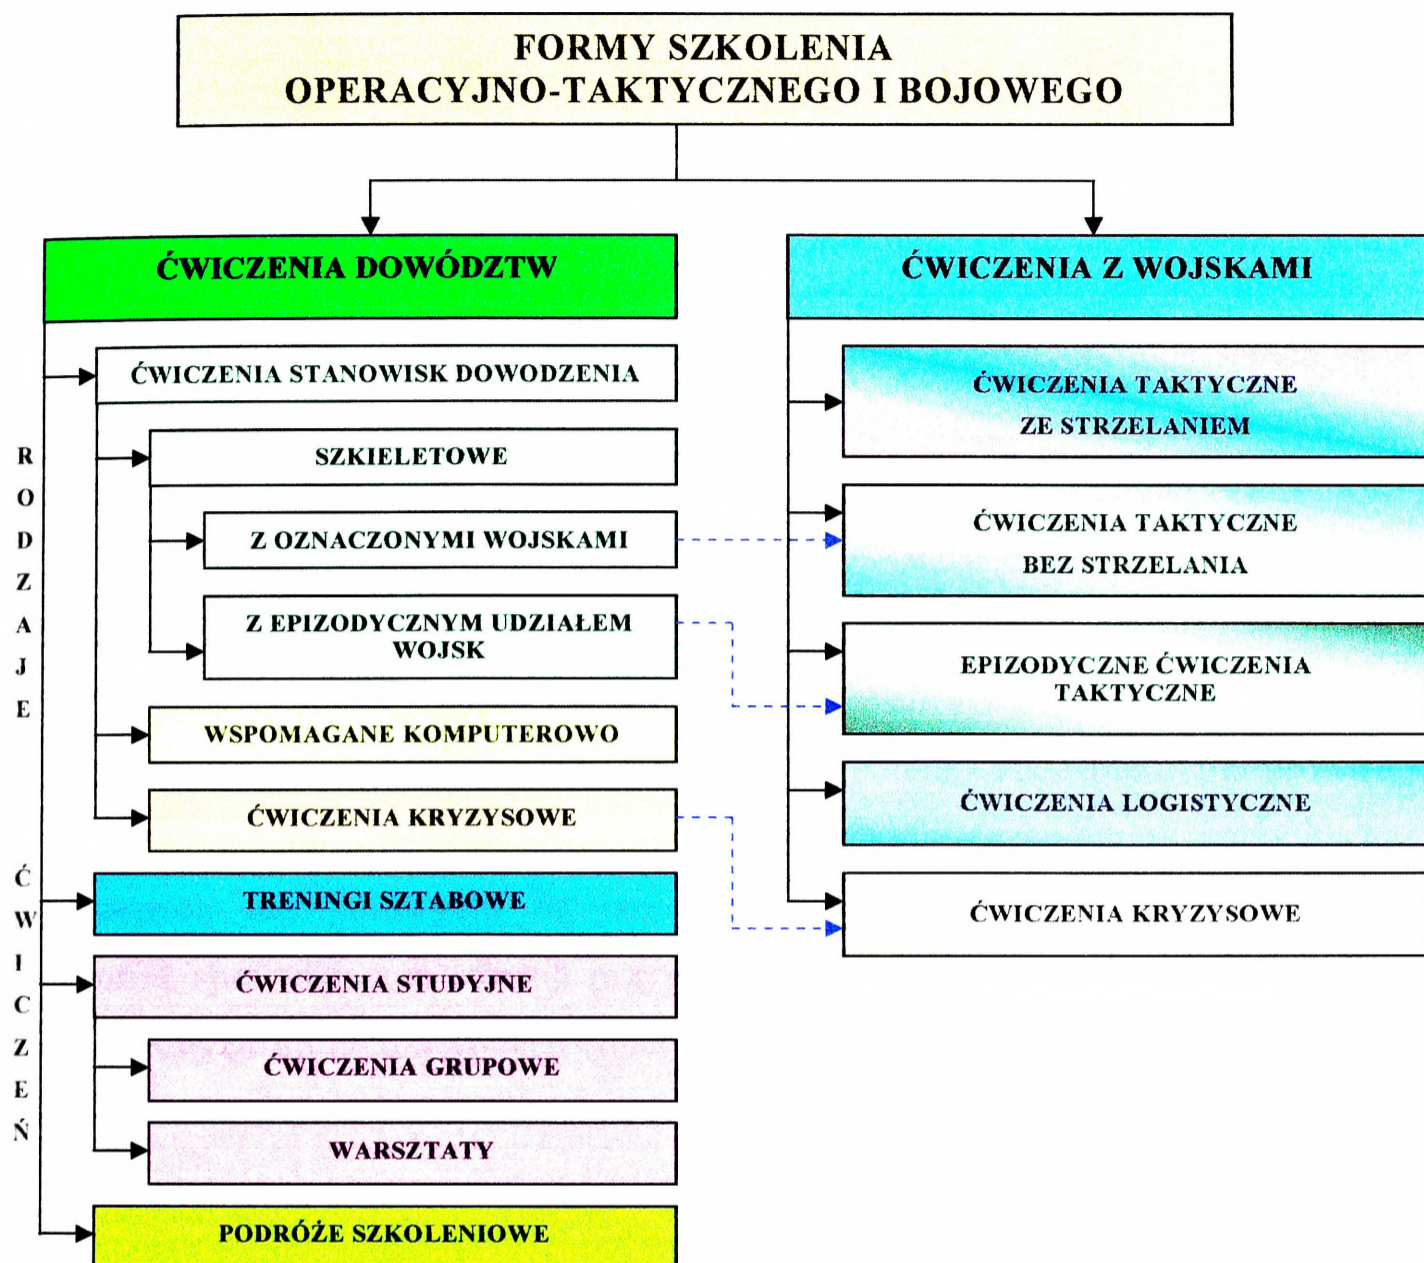 FORMY SZKOLENIA
OPERACYJNO-TAKTYCZNEGO I BOJOWEGO
ĆWICZENIA DOWÓDZTW
ĆWICZENIA STANOWISK DOWODZENIA
SZKIELETOWE
Z OZNACZONYMI WOJSKAMI
Z EPIZODYCZNYM UDZIAŁEM
WOJSK
WSPOMAGANE KOMPUTEROWO
ĆWICZENIA KRYZYSOWE
TRENINGI SZTABOWE
ĆWICZENIA STUDYJNE
ĆWICZENIA GRUPOWE
WARSZTATY
PODRÓŻE SZKOLENIOWE
RODZAJE
ĆWICZEŃ
ĆWICZENIA Z WOJSKAMI
ĆWICZENIA TAKTYCZNE
ZE STRZELANIEM
ĆWICZENIA TAKTYCZNE
BEZ STRZELANIA
EPIZODYCZNE ĆWICZENIA
TAKTYCZNE
ĆWICZENIA LOGISTYCZNE
ĆWICZENIA KRYZYSOWE